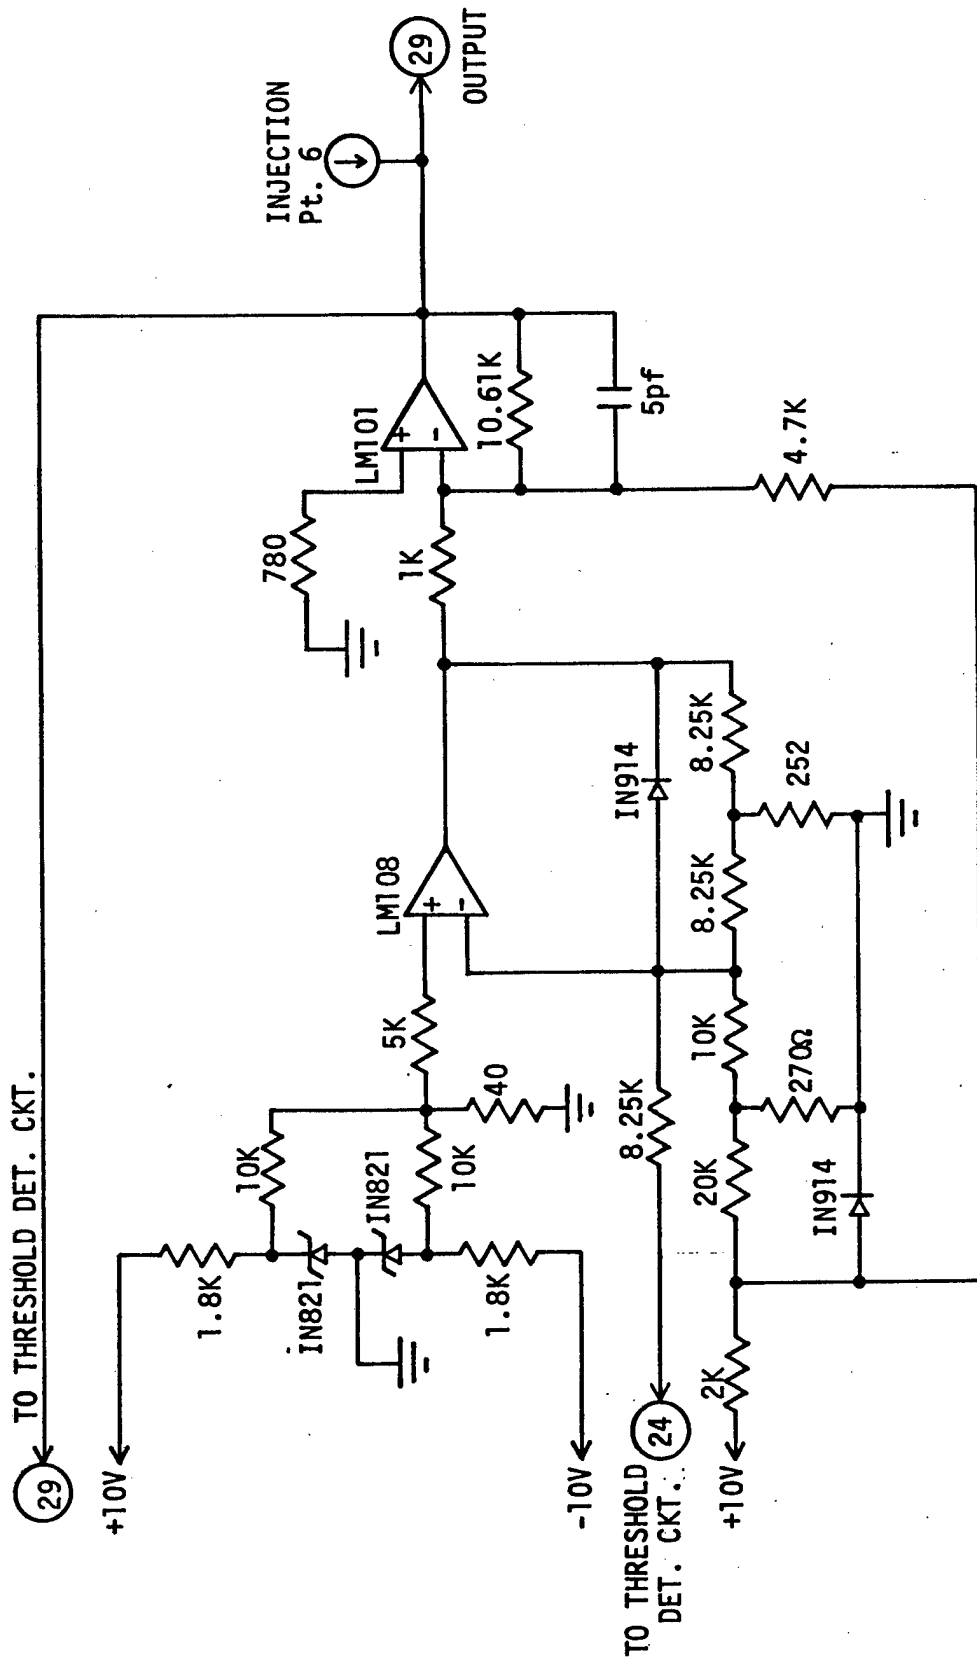 TO THRESHOLD DET. CKT.
29
+10V
1.8K
10K
IN821
IN821
10K
1.8K
-10V
40
5K
LM108
+
-
780
1K
LM101
+
-
10.61K
5pf
4.7K
INJECTION
Pt. 6
29
OUTPUT
TO THRESHOLD
DET. CKT.
24
8.25K
IN914
+10V
2K
20K
10K
8.25K
8.25K
270Ω
252
IN914